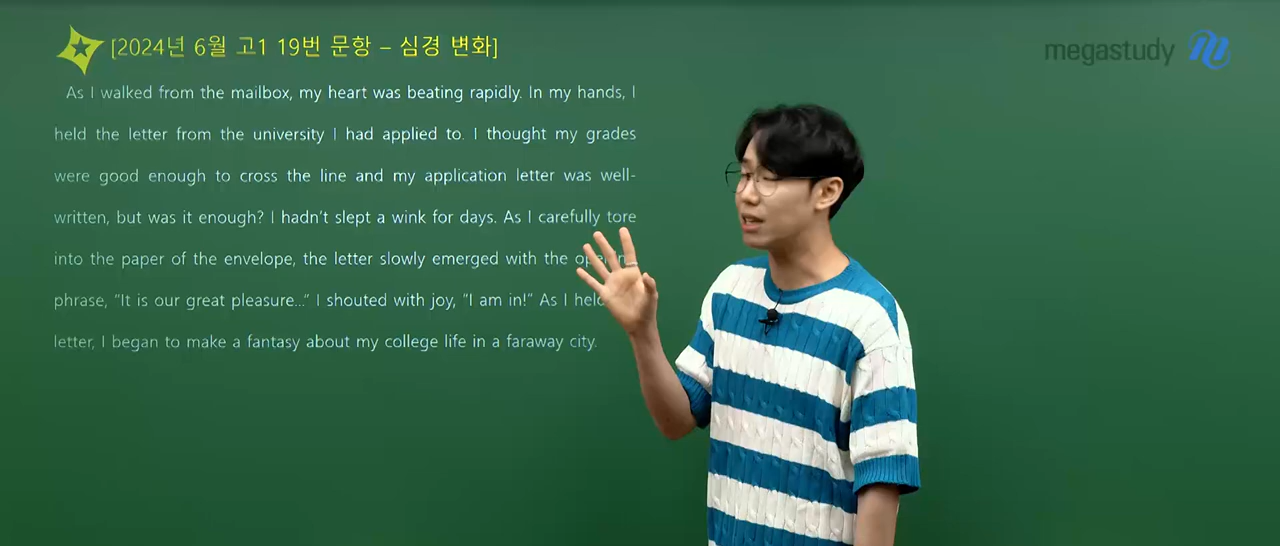 [2024년 6월 고1 19번 문항 – 심경 변화]
megastudy
As I walked from the mailbox, my heart was beating rapidly. In my hands, I
held the letter from the university I had applied to. I thought my grades
were good enough to cross the line and my application letter was well-
written, but was it enough? I hadn't slept a wink for days. As I carefully tore
into the paper of the envelope, the letter slowly emerged with the
phrase, “It is our great pleasure...” I shouted with joy, “I am in!” As I
letter, I began to make a fantasy about my college life in a faraway city.